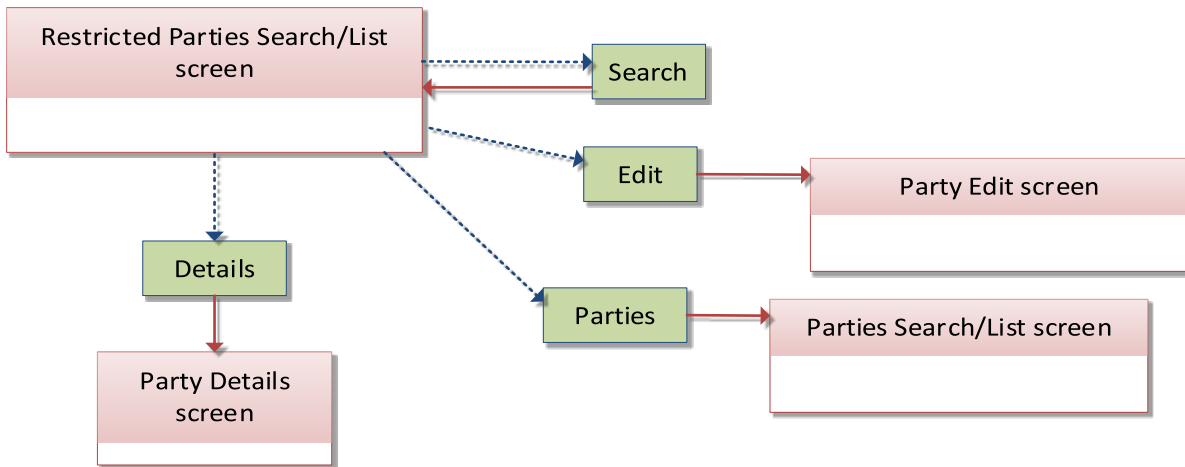 Restricted Parties Search/List
screen
Search
Edit
Party Edit screen
Details
Parties
Parties Search/List screen
Party Details
screen